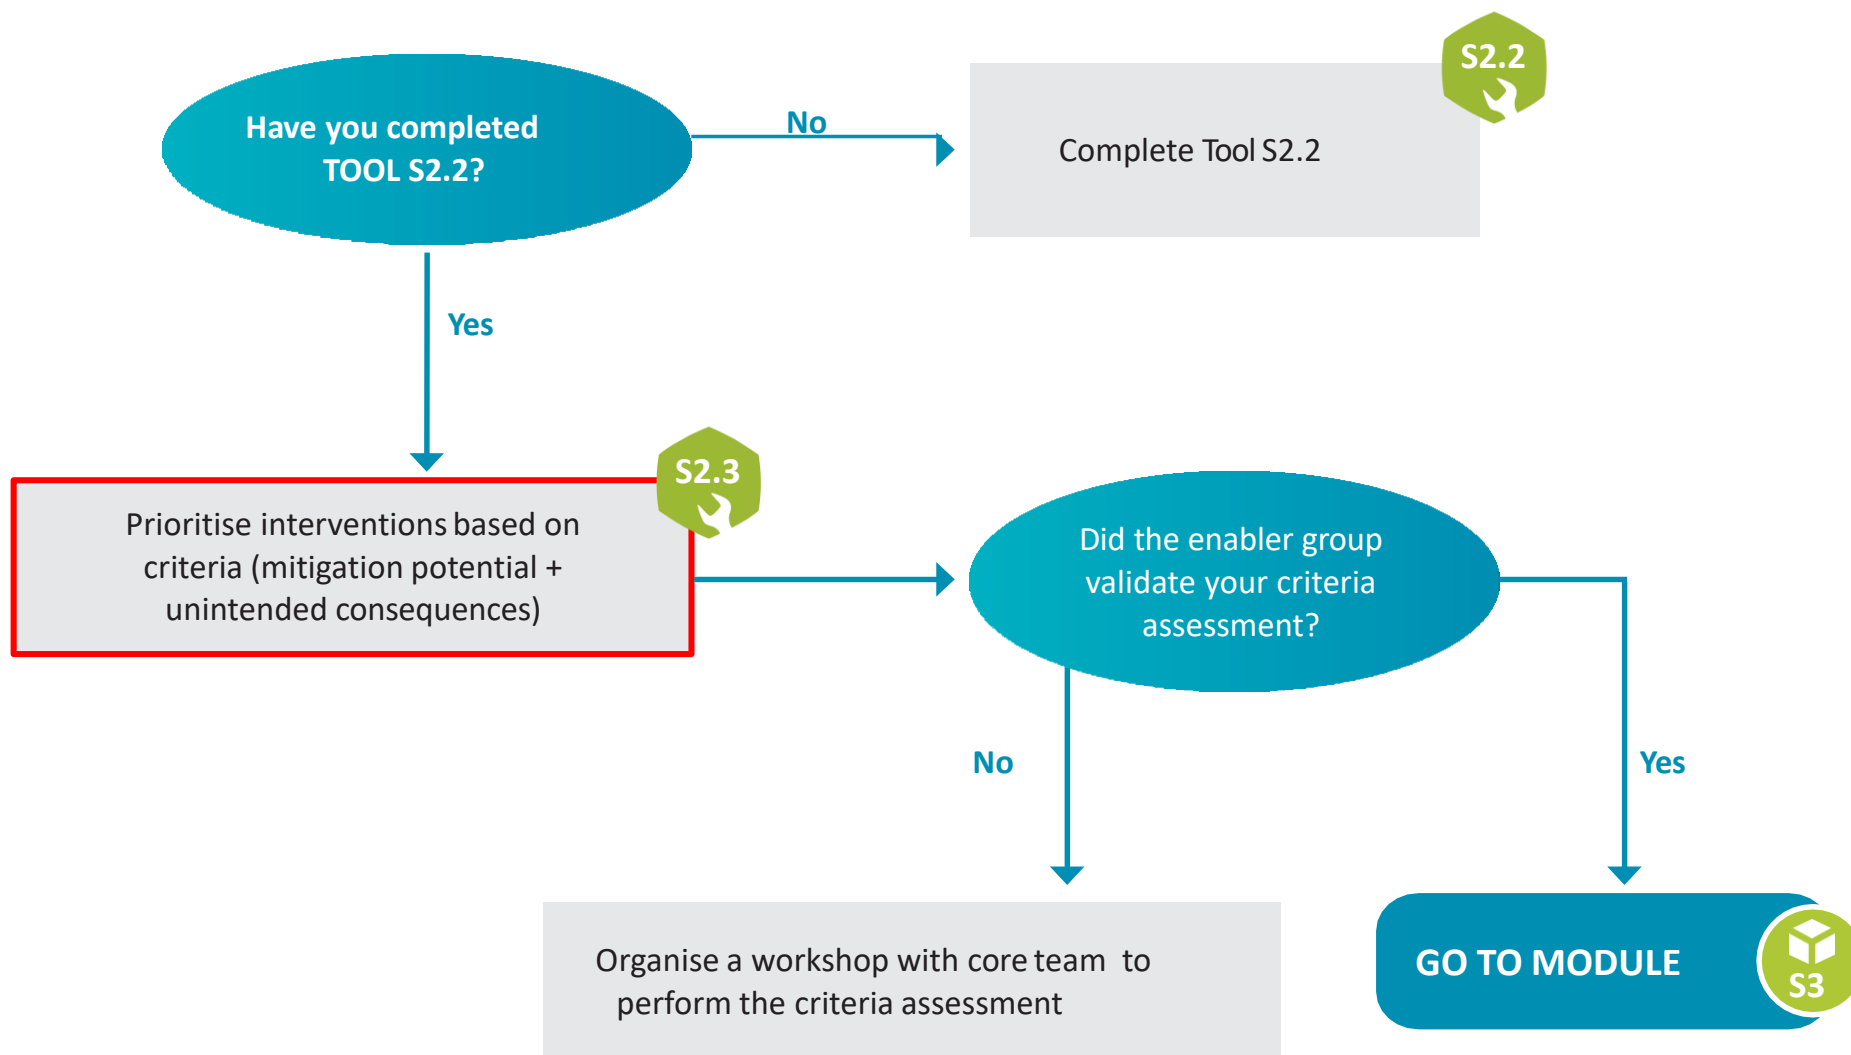 S2.2
Have you completed
TOOL S2.2?
No
Complete Tool S2.2
Yes
S2.3
Prioritise interventions based on
criteria (mitigation potential +
unintended consequences)
Did the enabler group
validate your criteria
assessment?
No
Yes
Organise a workshop with core team to
perform the criteria assessment
GO TO MODULE
S3